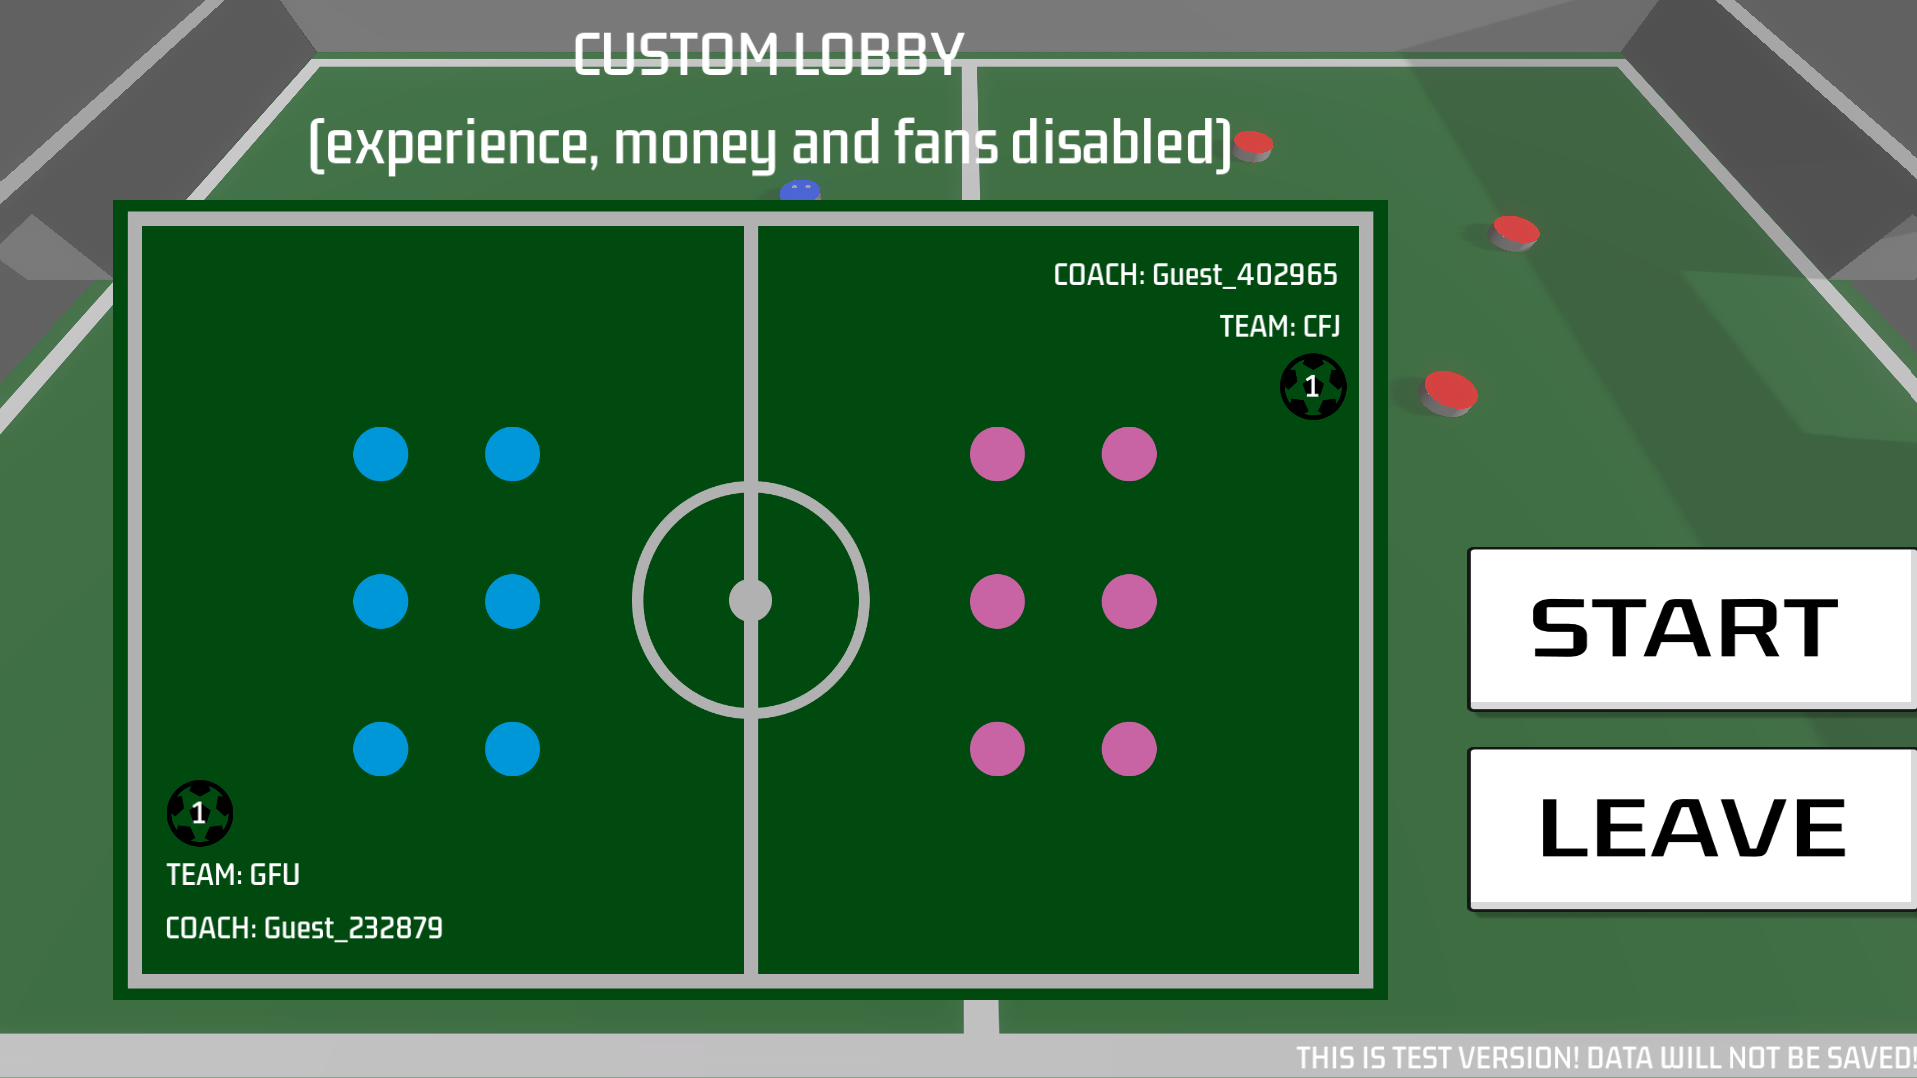 CUSTOM LOBBY
(experience, money and fans disabled)
COACH: Guest_402965
TEAM: CFJ
1
1
TEAM: GFU
COACH: Guest_232879
START
LEAVE
THIS IS TEST VERSION! DATA WILL NOT BE SAVED!